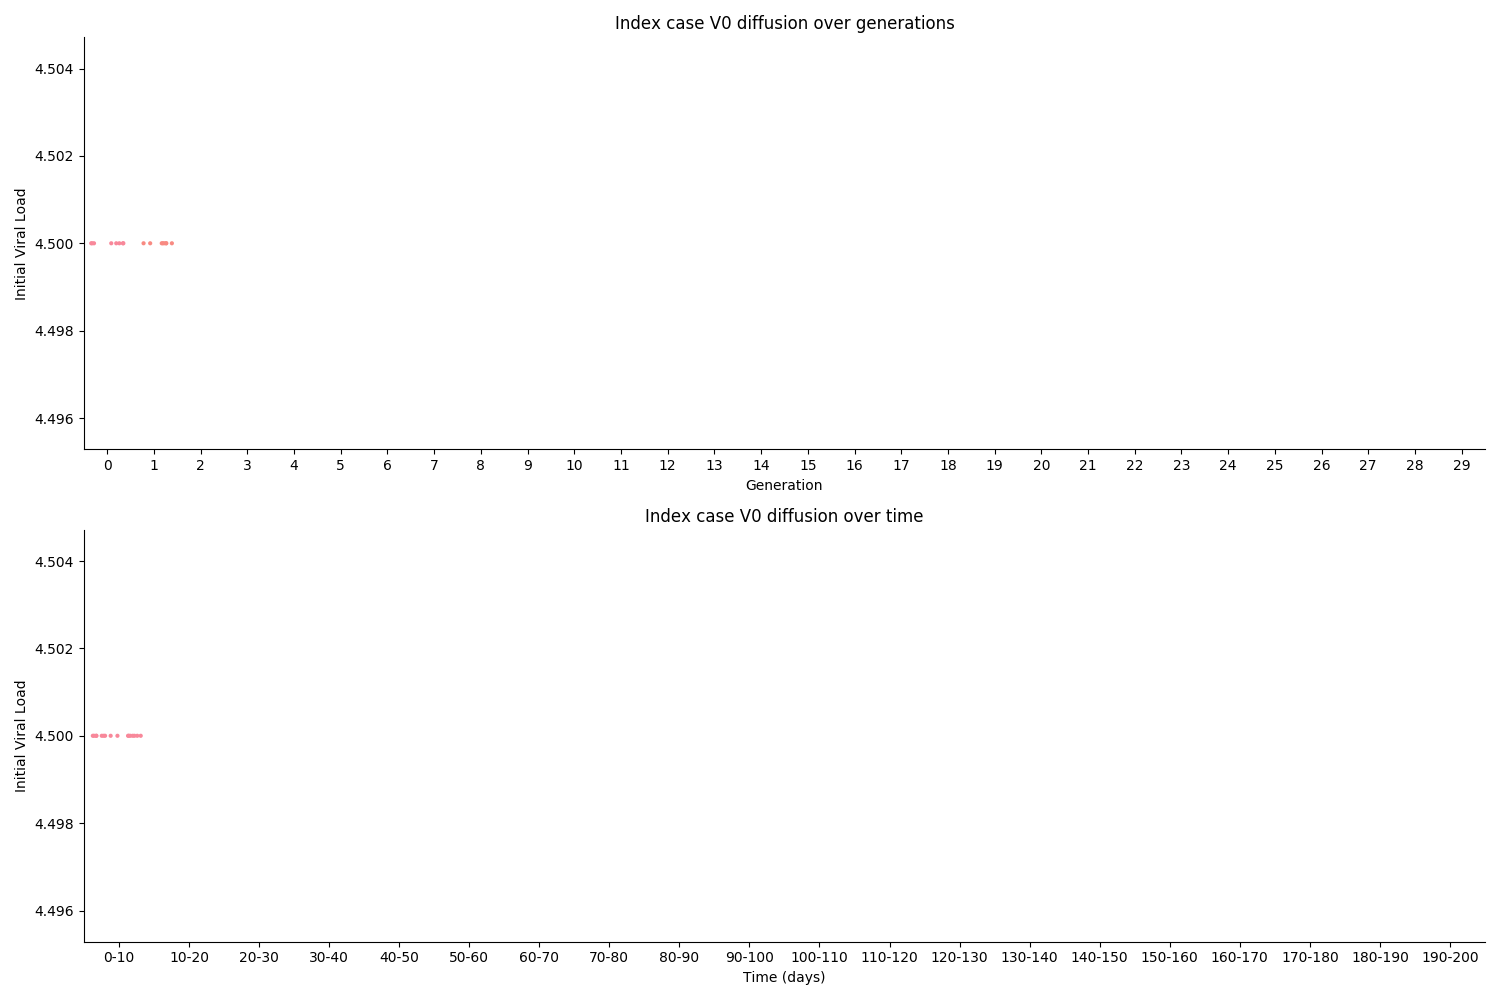 Index case V0 diffusion over generations
4.504
4.502
4.500
4.498
4.496
Initial Viral Load
0 1 2 3 4 5 6 7 8 9 10 11 12 13 14 15 16 17 18 19 20 21 22 23 24 25 26 27 28 29
Generation
Index case V0 diffusion over time
4.504
4.502
4.500
4.498
4.496
Initial Viral Load
0-10 10-20 20-30 30-40 40-50 50-60 60-70 70-80 80-90 90-100 100-110 110-120 120-130 130-140 140-150 150-160 160-170 170-180 180-190 190-200
Time (days)